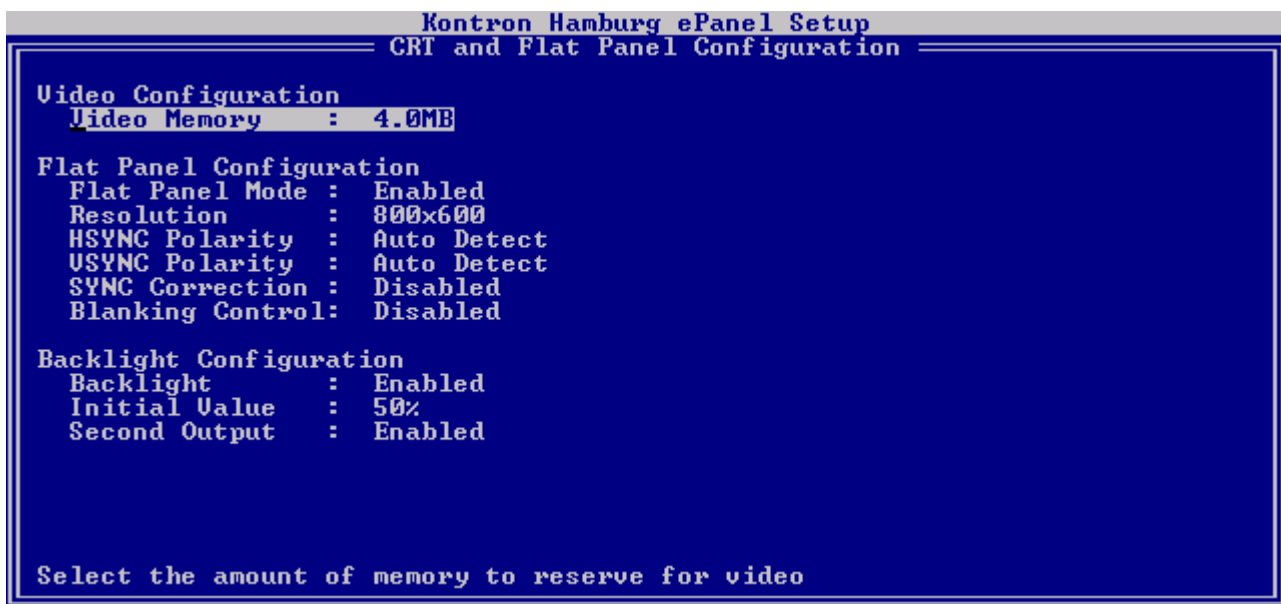 Kontron Hamburg ePanel Setup
CRT and Flat Panel Configuration
Video Configuration
Video Memory : 4.0MB
Flat Panel Configuration
Flat Panel Mode : Enabled
Resolution : 800x600
HSYNC Polarity : Auto Detect
VSYNC Polarity : Auto Detect
SYNC Correction : Disabled
Blanking Control: Disabled
Backlight Configuration
Backlight : Enabled
Initial Value : 50%
Second Output : Enabled
Select the amount of memory to reserve for video